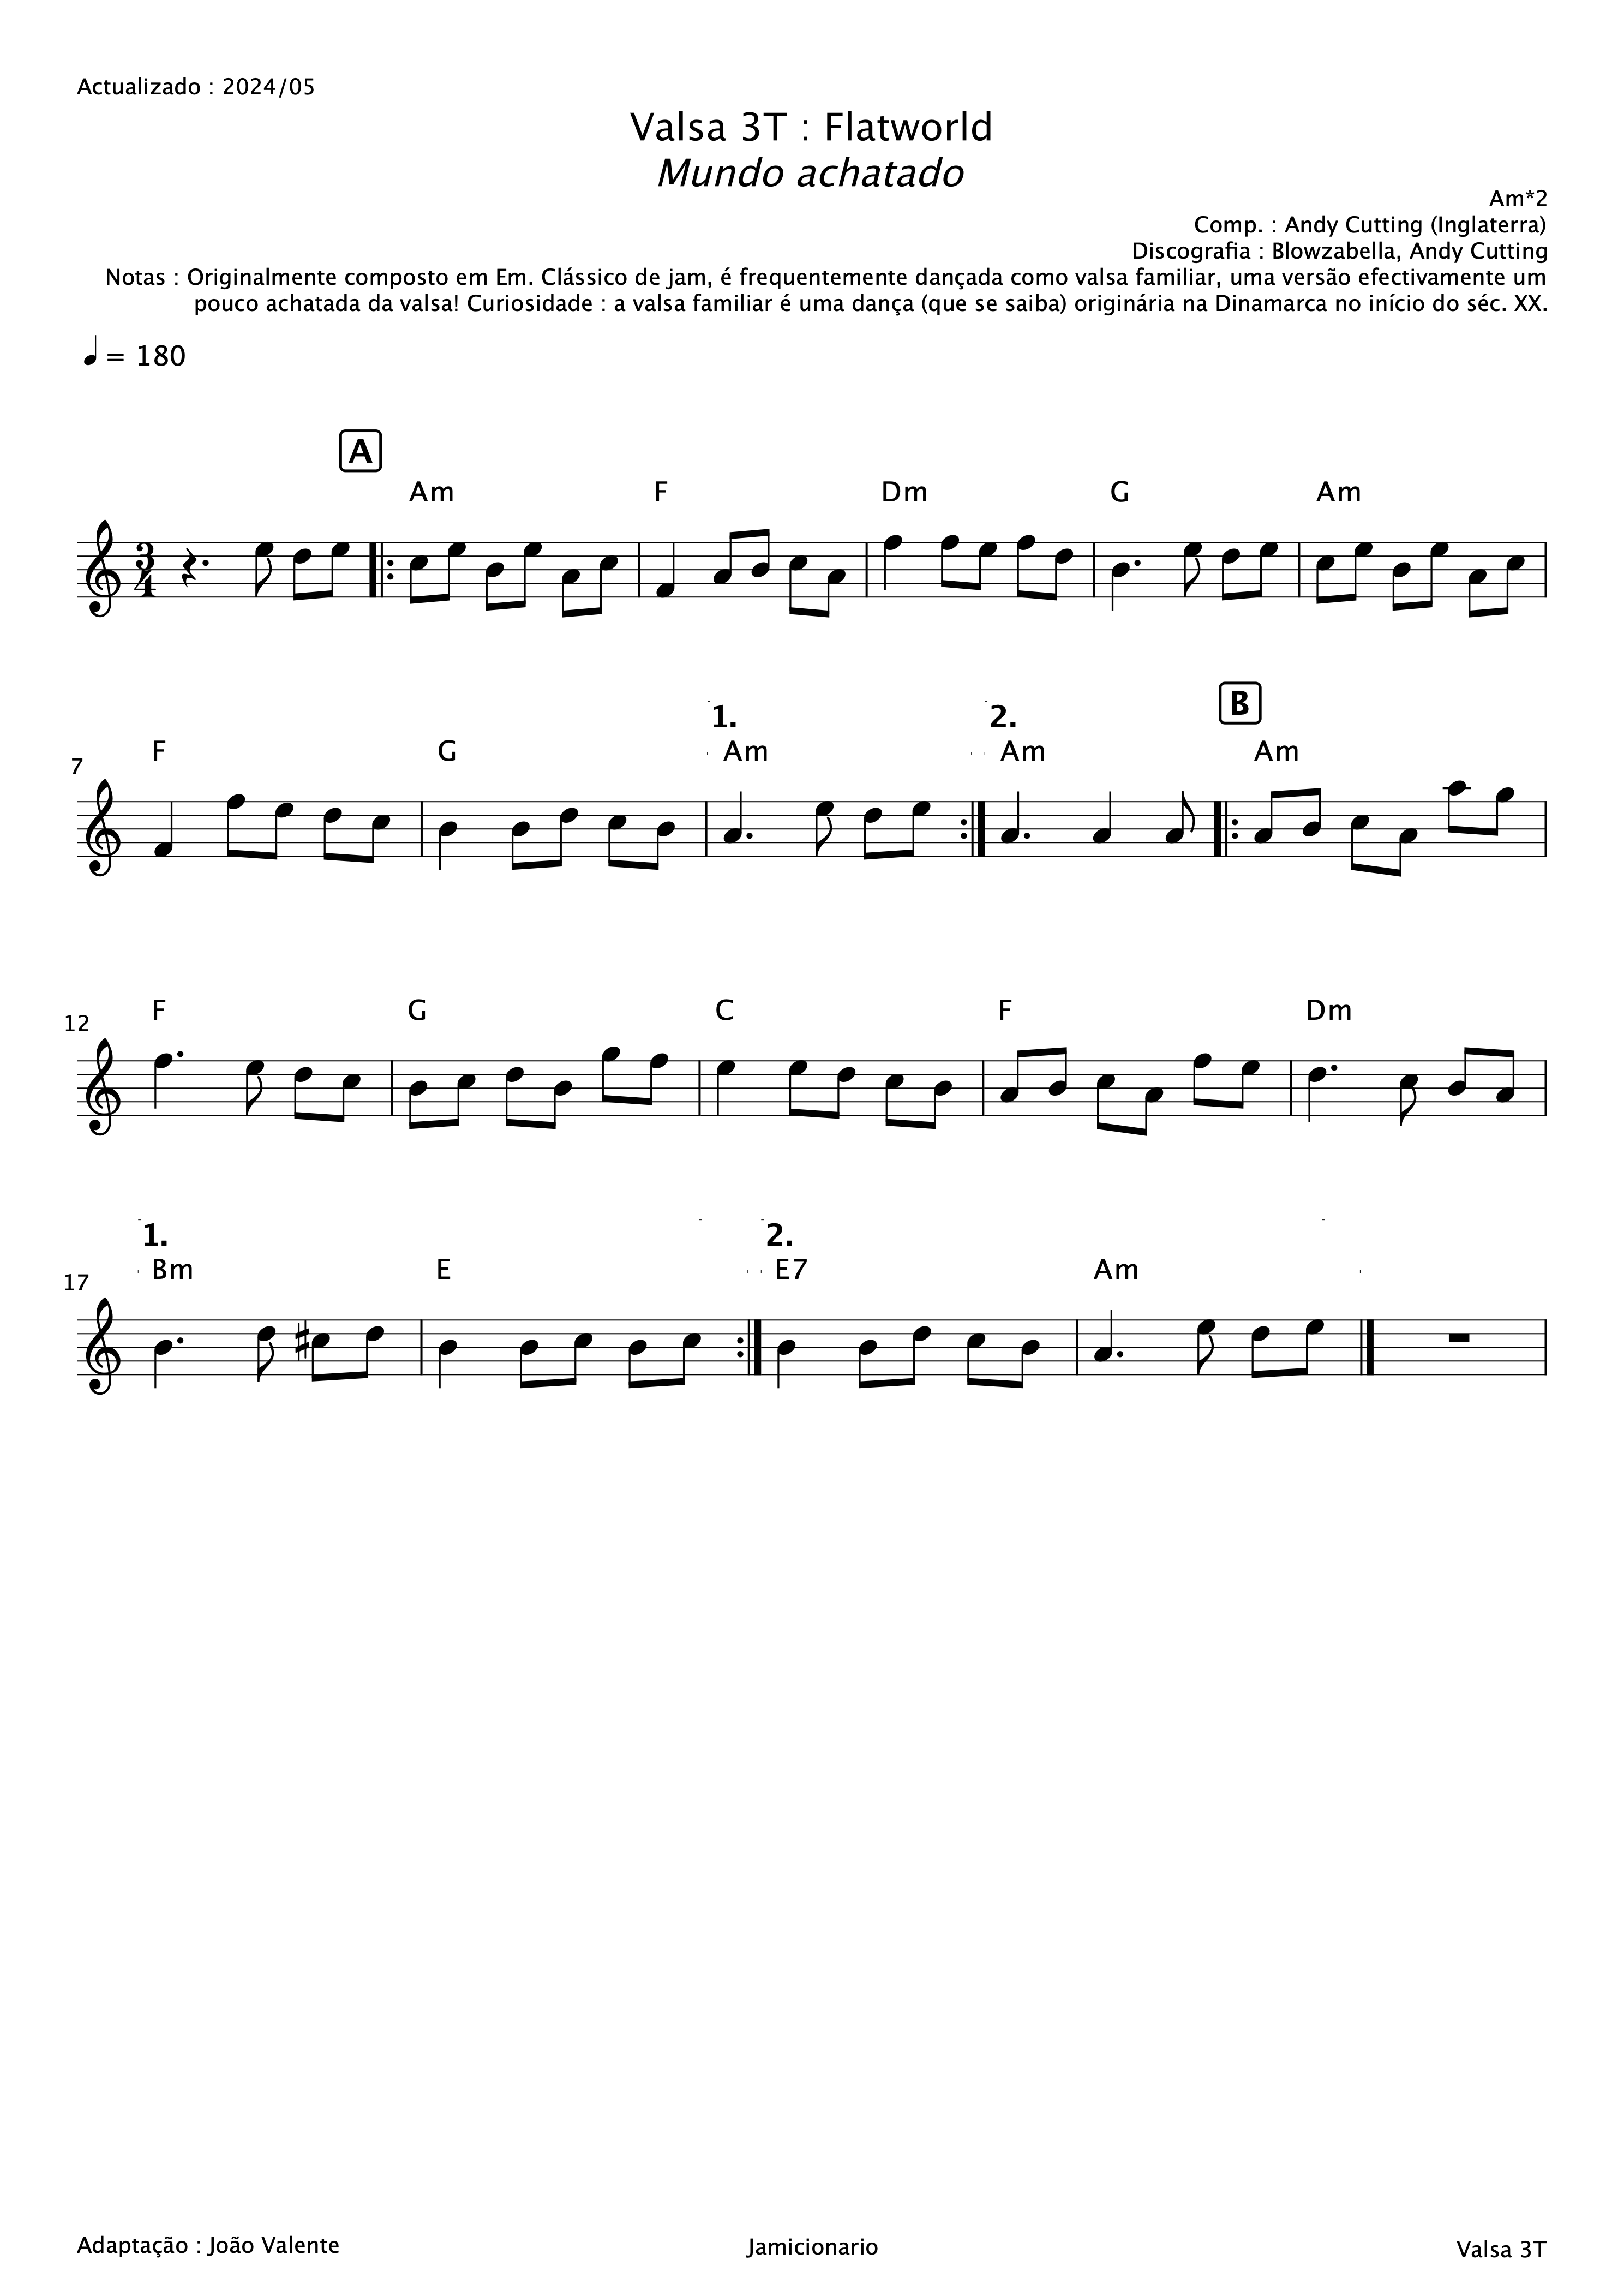 Actualizado : 2024/05
Valsa 3T : Flatworld
Mundo achatado
Am*2
Comp. : Andy Cutting (Inglaterra)
Discografia : Blowzabella, Andy Cutting
Notas : Originalmente composto em Em. Clássico de jam, é frequentemente dançada como valsa familiar, uma versão efectivamente um
pouco achatada da valsa! Curiosidade : a valsa familiar é uma dança (que se saiba) originária na Dinamarca no início do séc. XX.
= 180
A
Am F Dm G Am
3
4
1. 2. B
7 F G Am Am Am
12 F G C F Dm
1. 2.
17 Bm E E7 Am
Adaptação : João Valente Jamicionario Valsa 3T